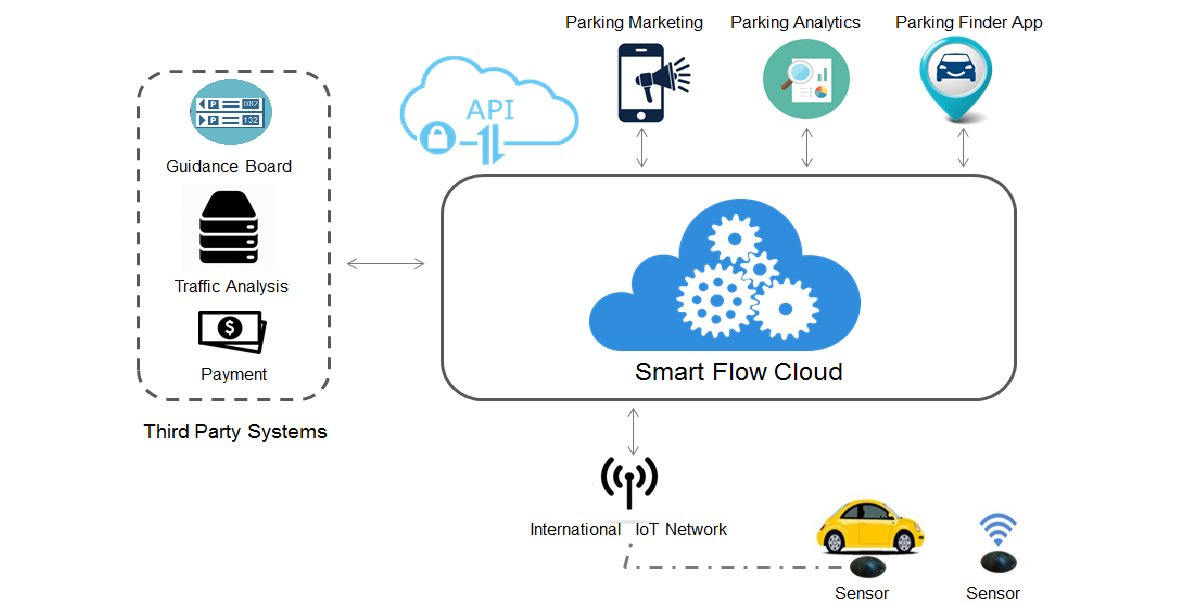 Parking Marketing
Parking Analytics
Parking Finder App
API
P 082
P 132
Guidance Board
Traffic Analysis
$
Payment
Third Party Systems
Smart Flow Cloud
International IoT Network
Sensor
Sensor